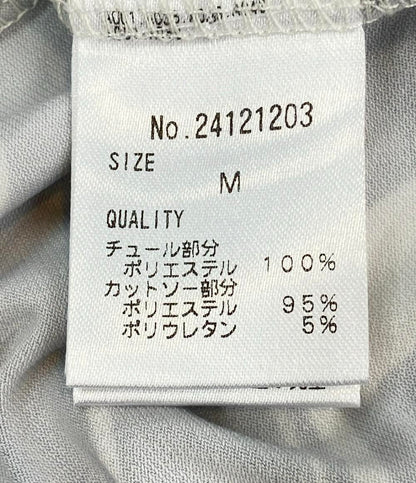 No.24121203
SIZE
M
QUALITY
チュール部分
ポリエステル 100%
カットソー部分
ポリエステル 95%
ポリウレタン 5%